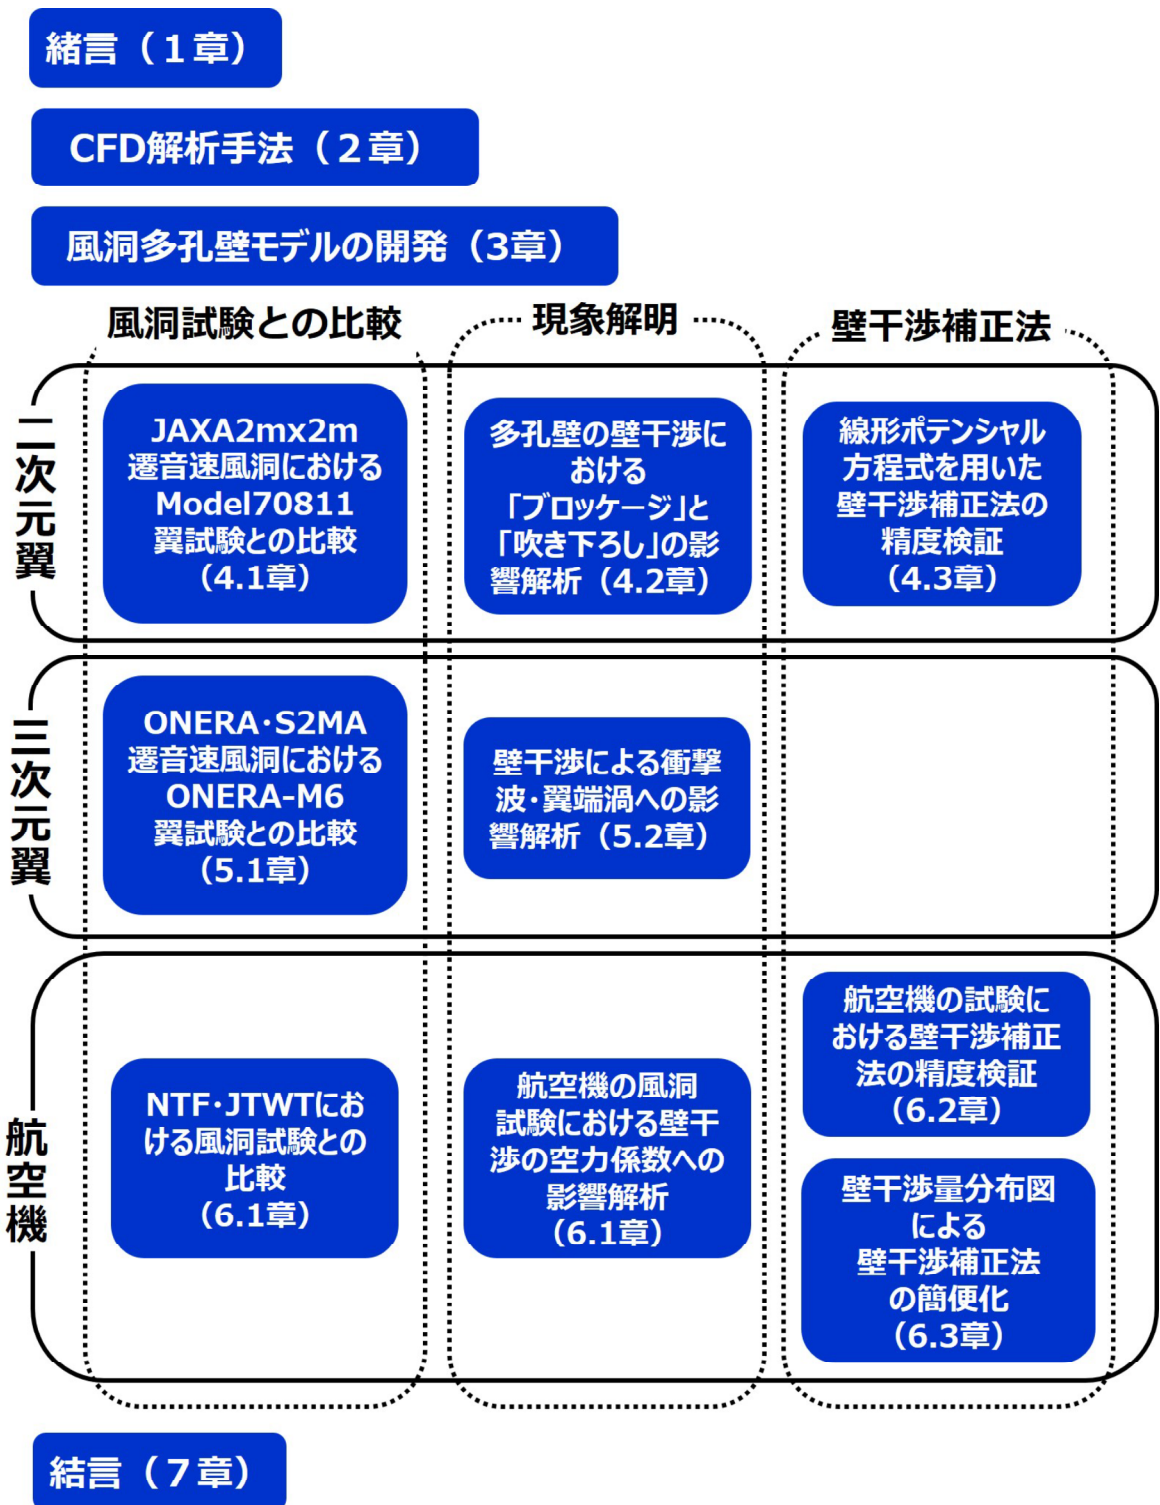 緒言（１章）
CFD解析手法（２章）
風洞多孔壁モデルの開発（3章）
風洞試験との比較
現象解明
壁干渉補正法
二次元翼
JAXA2mx2m
遷音速風洞における
Model70811
翼試験との比較
（4.1章）
多孔壁の壁干渉に
おける
「ブロッケージ」と
「吹き下ろし」の影
響解析（4.2章）
線形ポテンシャル
方程式を用いた
壁干渉補正法の
精度検証
（4.3章）
三次元翼
ONERA・S2MA
遷音速風洞における
ONERA-M6
翼試験との比較
（5.1章）
壁干渉による衝撃
波・翼端渦への影
響解析（5.2章）
航空機
NTF・JTWTにお
ける風洞試験との
比較
（6.1章）
航空機の風洞
試験における壁干
渉の空力係数への
影響解析
（6.1章）
航空機の試験に
おける壁干渉補正
法の精度検証
（6.2章）
壁干渉量分布図
による
壁干渉補正法
の簡便化
（6.3章）
結言（７章）